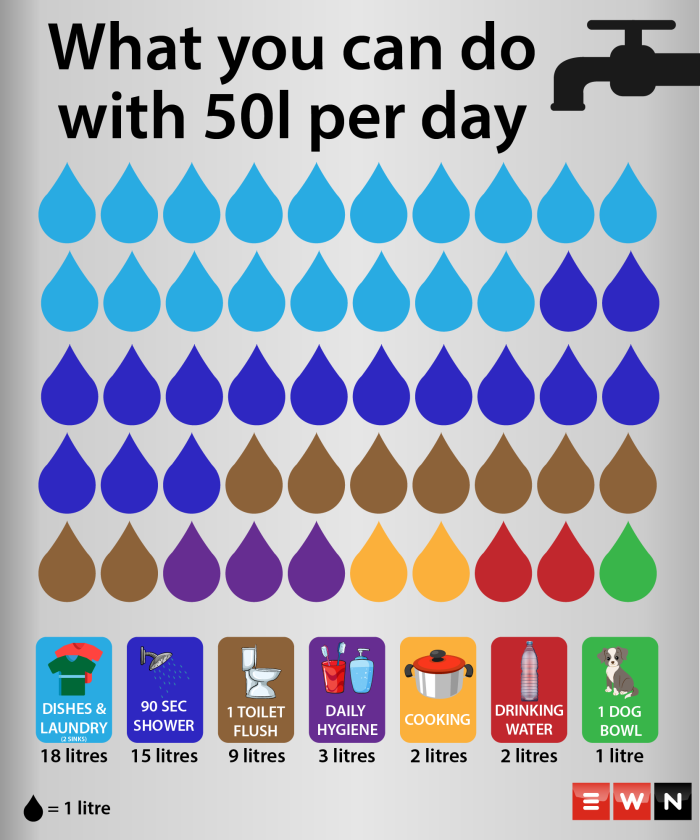 What you can do
with 50l per day
DISHES &
LAUNDRY
(2 SINKS)
18 litres
90 SEC
SHOWER
15 litres
1 TOILET
FLUSH
9 litres
DAILY
HYGIENE
3 litres
COOKING
2 litres
DRINKING
WATER
2 litres
1 DOG
BOWL
1 litre
= 1 litre
EWN